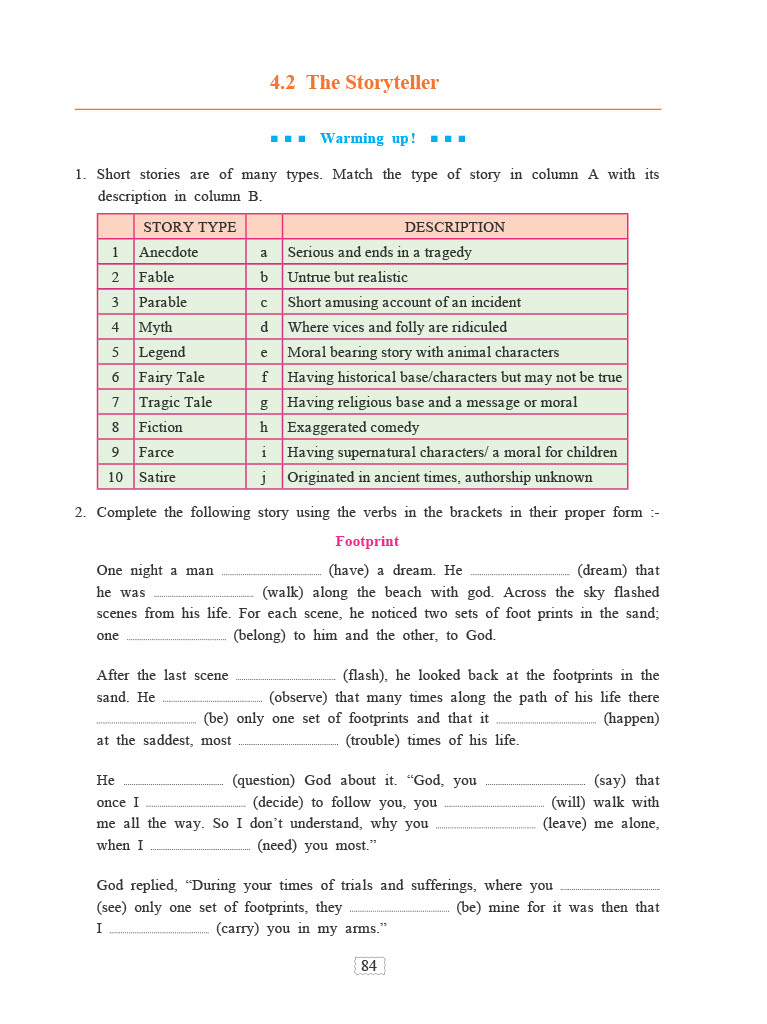 4.2 The Storyteller
Warming up!
1. Short stories are of many types. Match the type of story in column A with its
description in column B.
STORY TYPE DESCRIPTION
1 Anecdote a Serious and ends in a tragedy
2 Fable b Untrue but realistic
3 Parable c Short amusing account of an incident
4 Myth d Where vices and folly are ridiculed
5 Legend e Moral bearing story with animal characters
6 Fairy Tale f Having historical base/characters but may not be true
7 Tragic Tale g Having religious base and a message or moral
8 Fiction h Exaggerated comedy
9 Farce i Having supernatural characters/ a moral for children
10 Satire j Originated in ancient times, authorship unknown
2. Complete the following story using the verbs in the brackets in their proper form :-
Footprint
One night a man .................... (have) a dream. He .................... (dream) that
he was .................... (walk) along the beach with god. Across the sky flashed
scenes from his life. For each scene, he noticed two sets of foot prints in the sand;
one .................... (belong) to him and the other, to God.
After the last scene .................... (flash), he looked back at the footprints in the
sand. He .................... (observe) that many times along the path of his life there
.................... (be) only one set of footprints and that it .................... (happen)
at the saddest, most .................... (trouble) times of his life.
He .................... (question) God about it. “God, you .................... (say) that
once I .................... (decide) to follow you, you .................... (will) walk with
me all the way. So I don’t understand, why you .................... (leave) me alone,
when I .................... (need) you most.”
God replied, “During your times of trials and sufferings, where you ....................
(see) only one set of footprints, they .................... (be) mine for it was then that
I .................... (carry) you in my arms.”
84